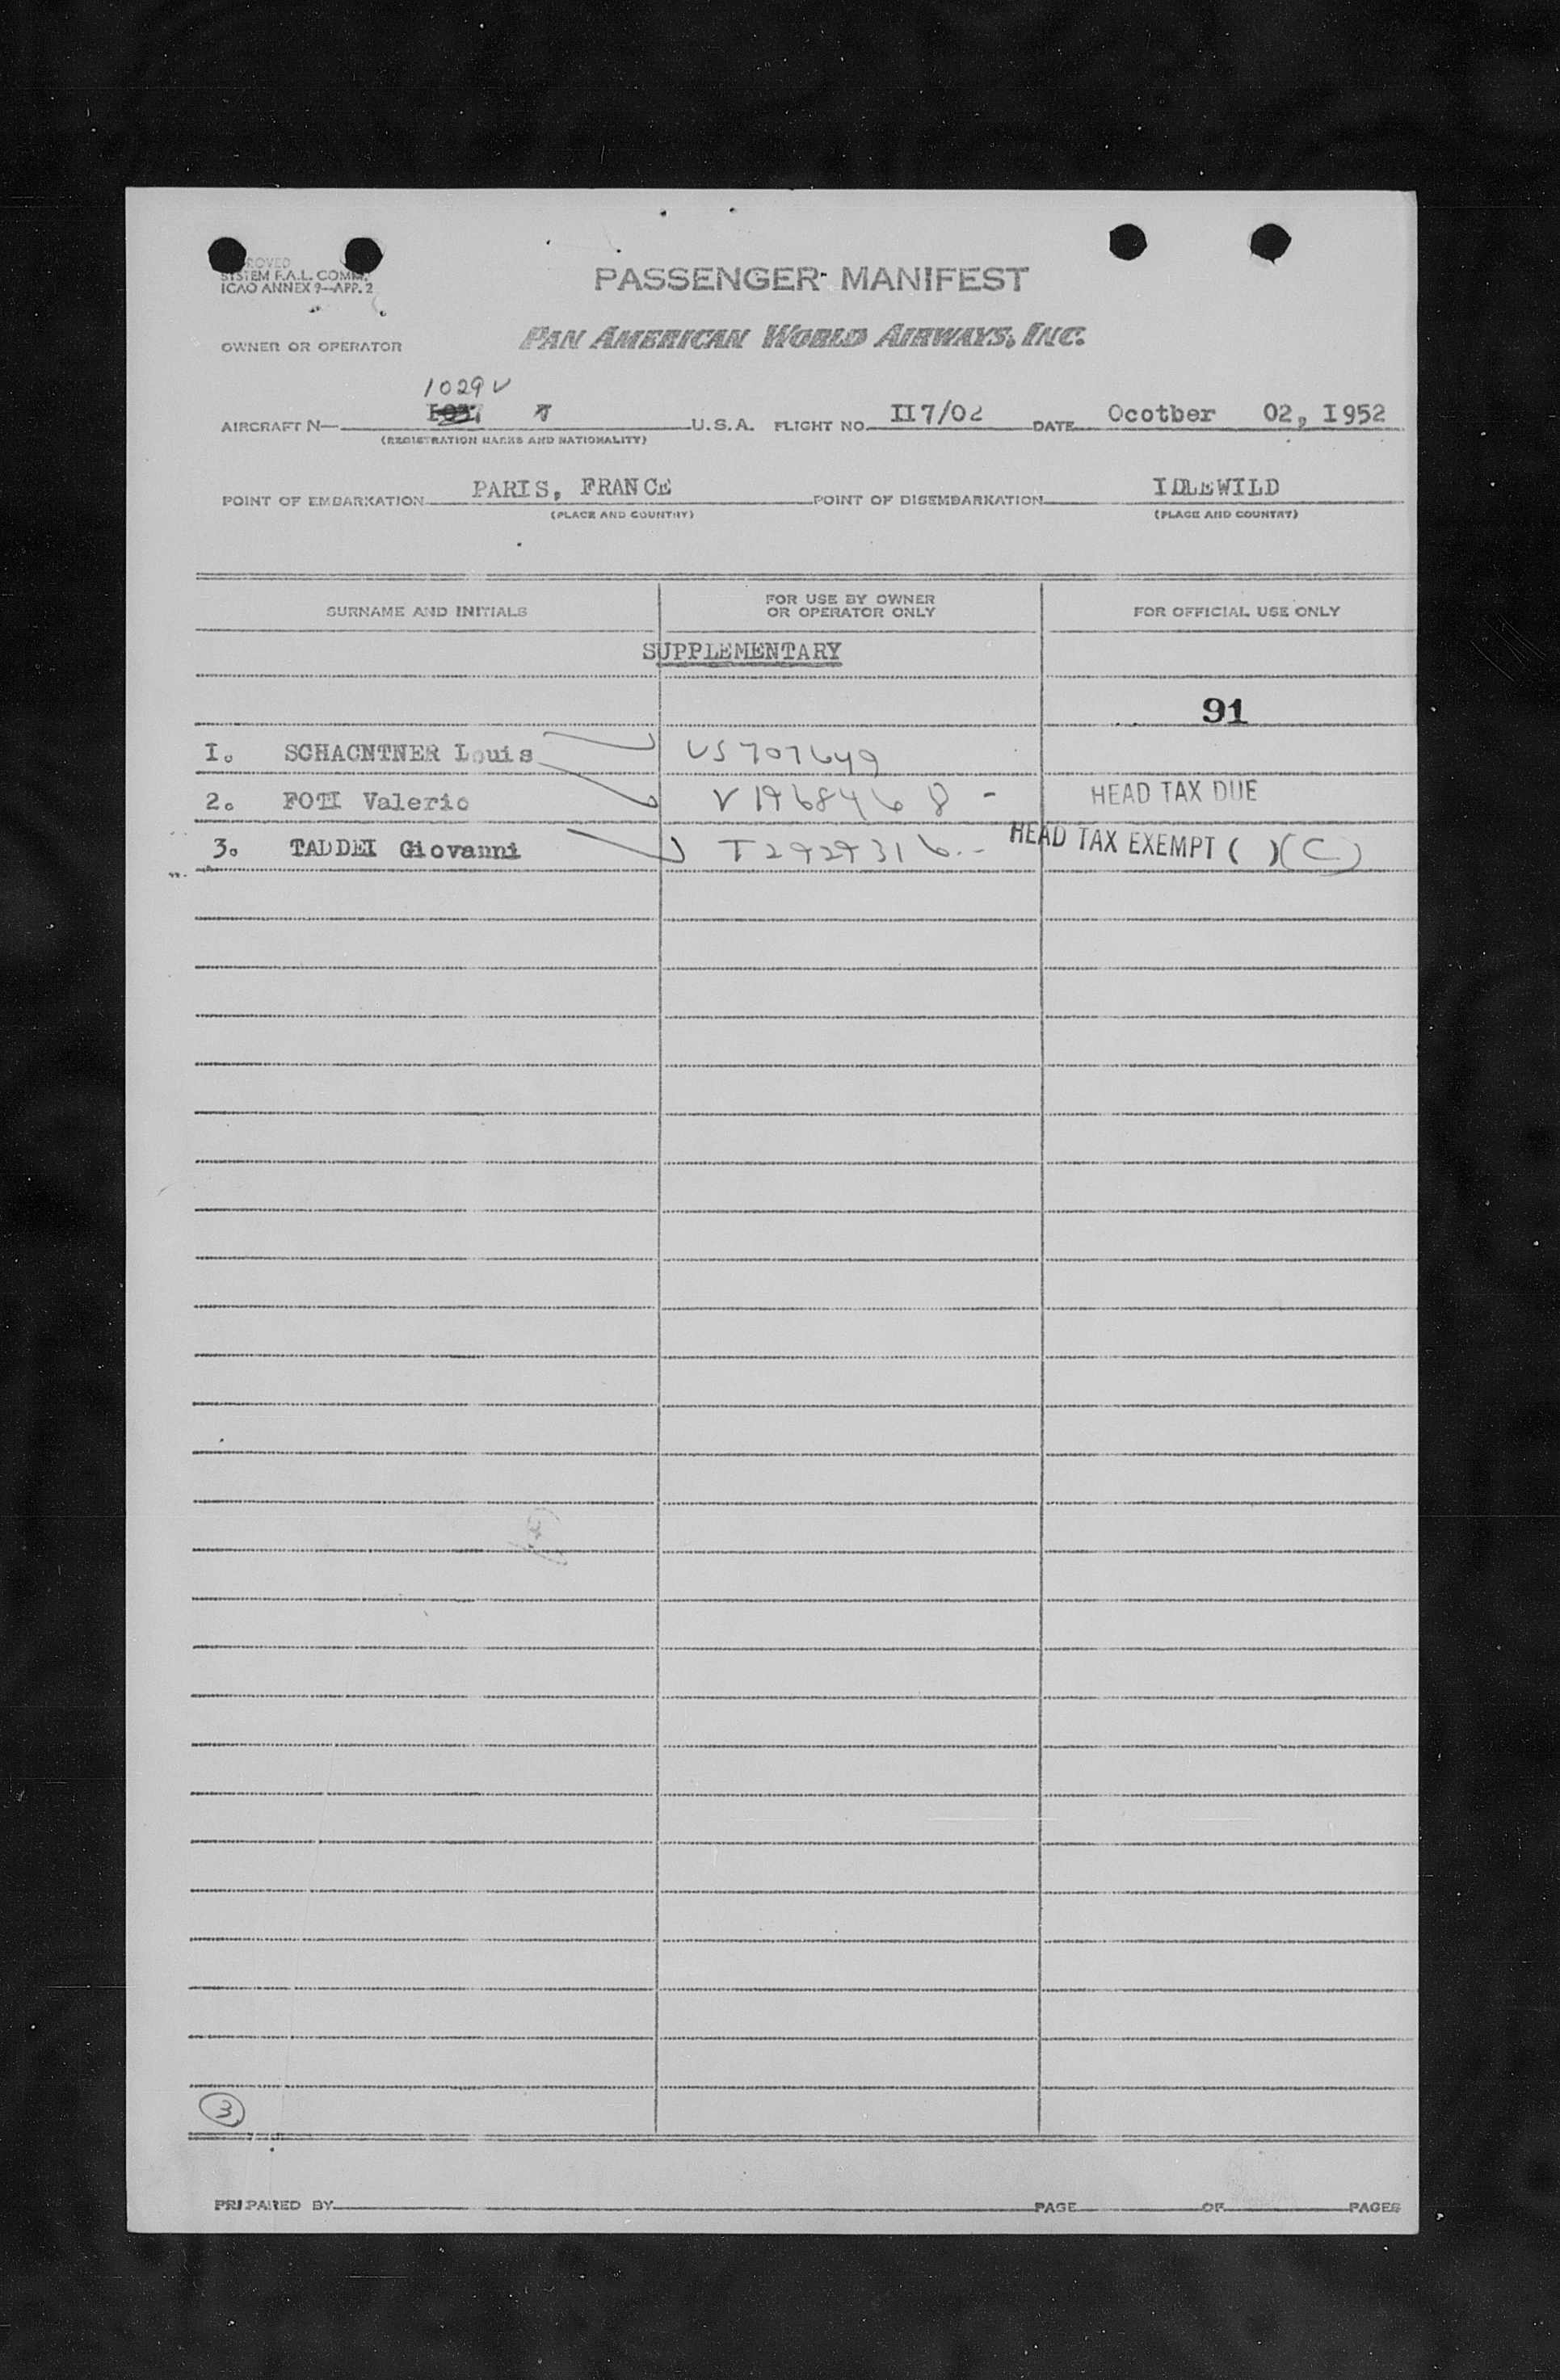 SYSTEM F.A.L. COMM.
ICAO ANNEX 9—APP. 2
PASSENGER MANIFEST
OWNER OR OPERATOR
PAN AMERICAN WORLD AIRWAYS, INC.
1029V
AIRCRAFT N— U.S.A. FLIGHT NO. II7/02 DATE Ocotber 02, I952
(REGISTRATION MARKS AND NATIONALITY)
POINT OF EMBARKATION PARIS, FRANCE POINT OF DISEMBARKATION IDLEWILD
(PLACE AND COUNTRY) (PLACE AND COUNTRY)
SURNAME AND INITIALS FOR USE BY OWNER OR OPERATOR ONLY FOR OFFICIAL USE ONLY
SUPPLEMENTARY
91
I. SCHACNTNER Louis US 707649
2. FOTI Valerio V1968468 - HEAD TAX DUE
3. TADDEI Giovanni T2929316.- HEAD TAX EXEMPT ( )(C)
3
PREPARED BY PAGE OF PAGES